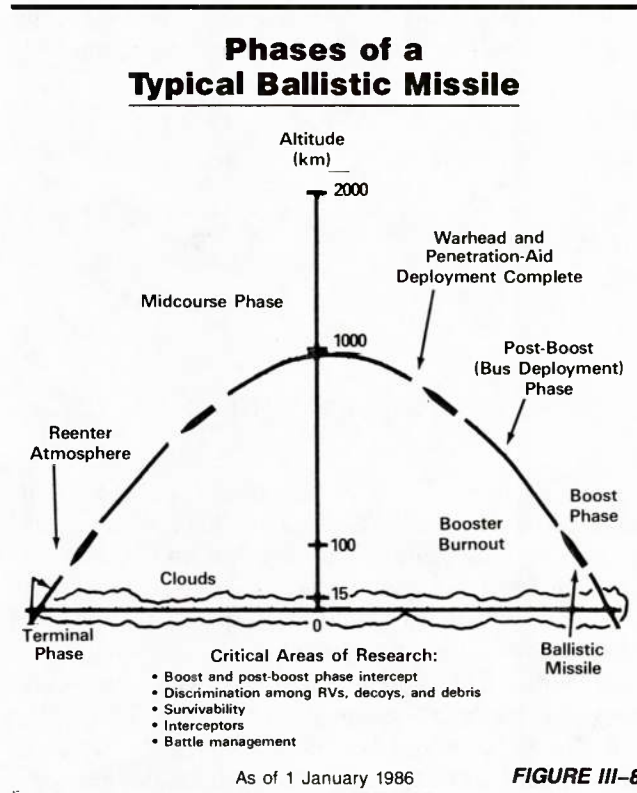 Phases of a
Typical Ballistic Missile
Altitude
(km)
2000
Warhead and
Penetration-Aid
Deployment Complete
Midcourse Phase
1000
Post-Boost
(Bus Deployment)
Phase
Reenter
Atmosphere
Boost
Phase
Booster
Burnout
100
Clouds
15
0
Terminal
Phase
Ballistic
Missile
Critical Areas of Research:
• Boost and post-boost phase intercept
• Discrimination among RVs, decoys, and debris
• Survivability
• Interceptors
• Battle management
As of 1 January 1986
FIGURE III–8